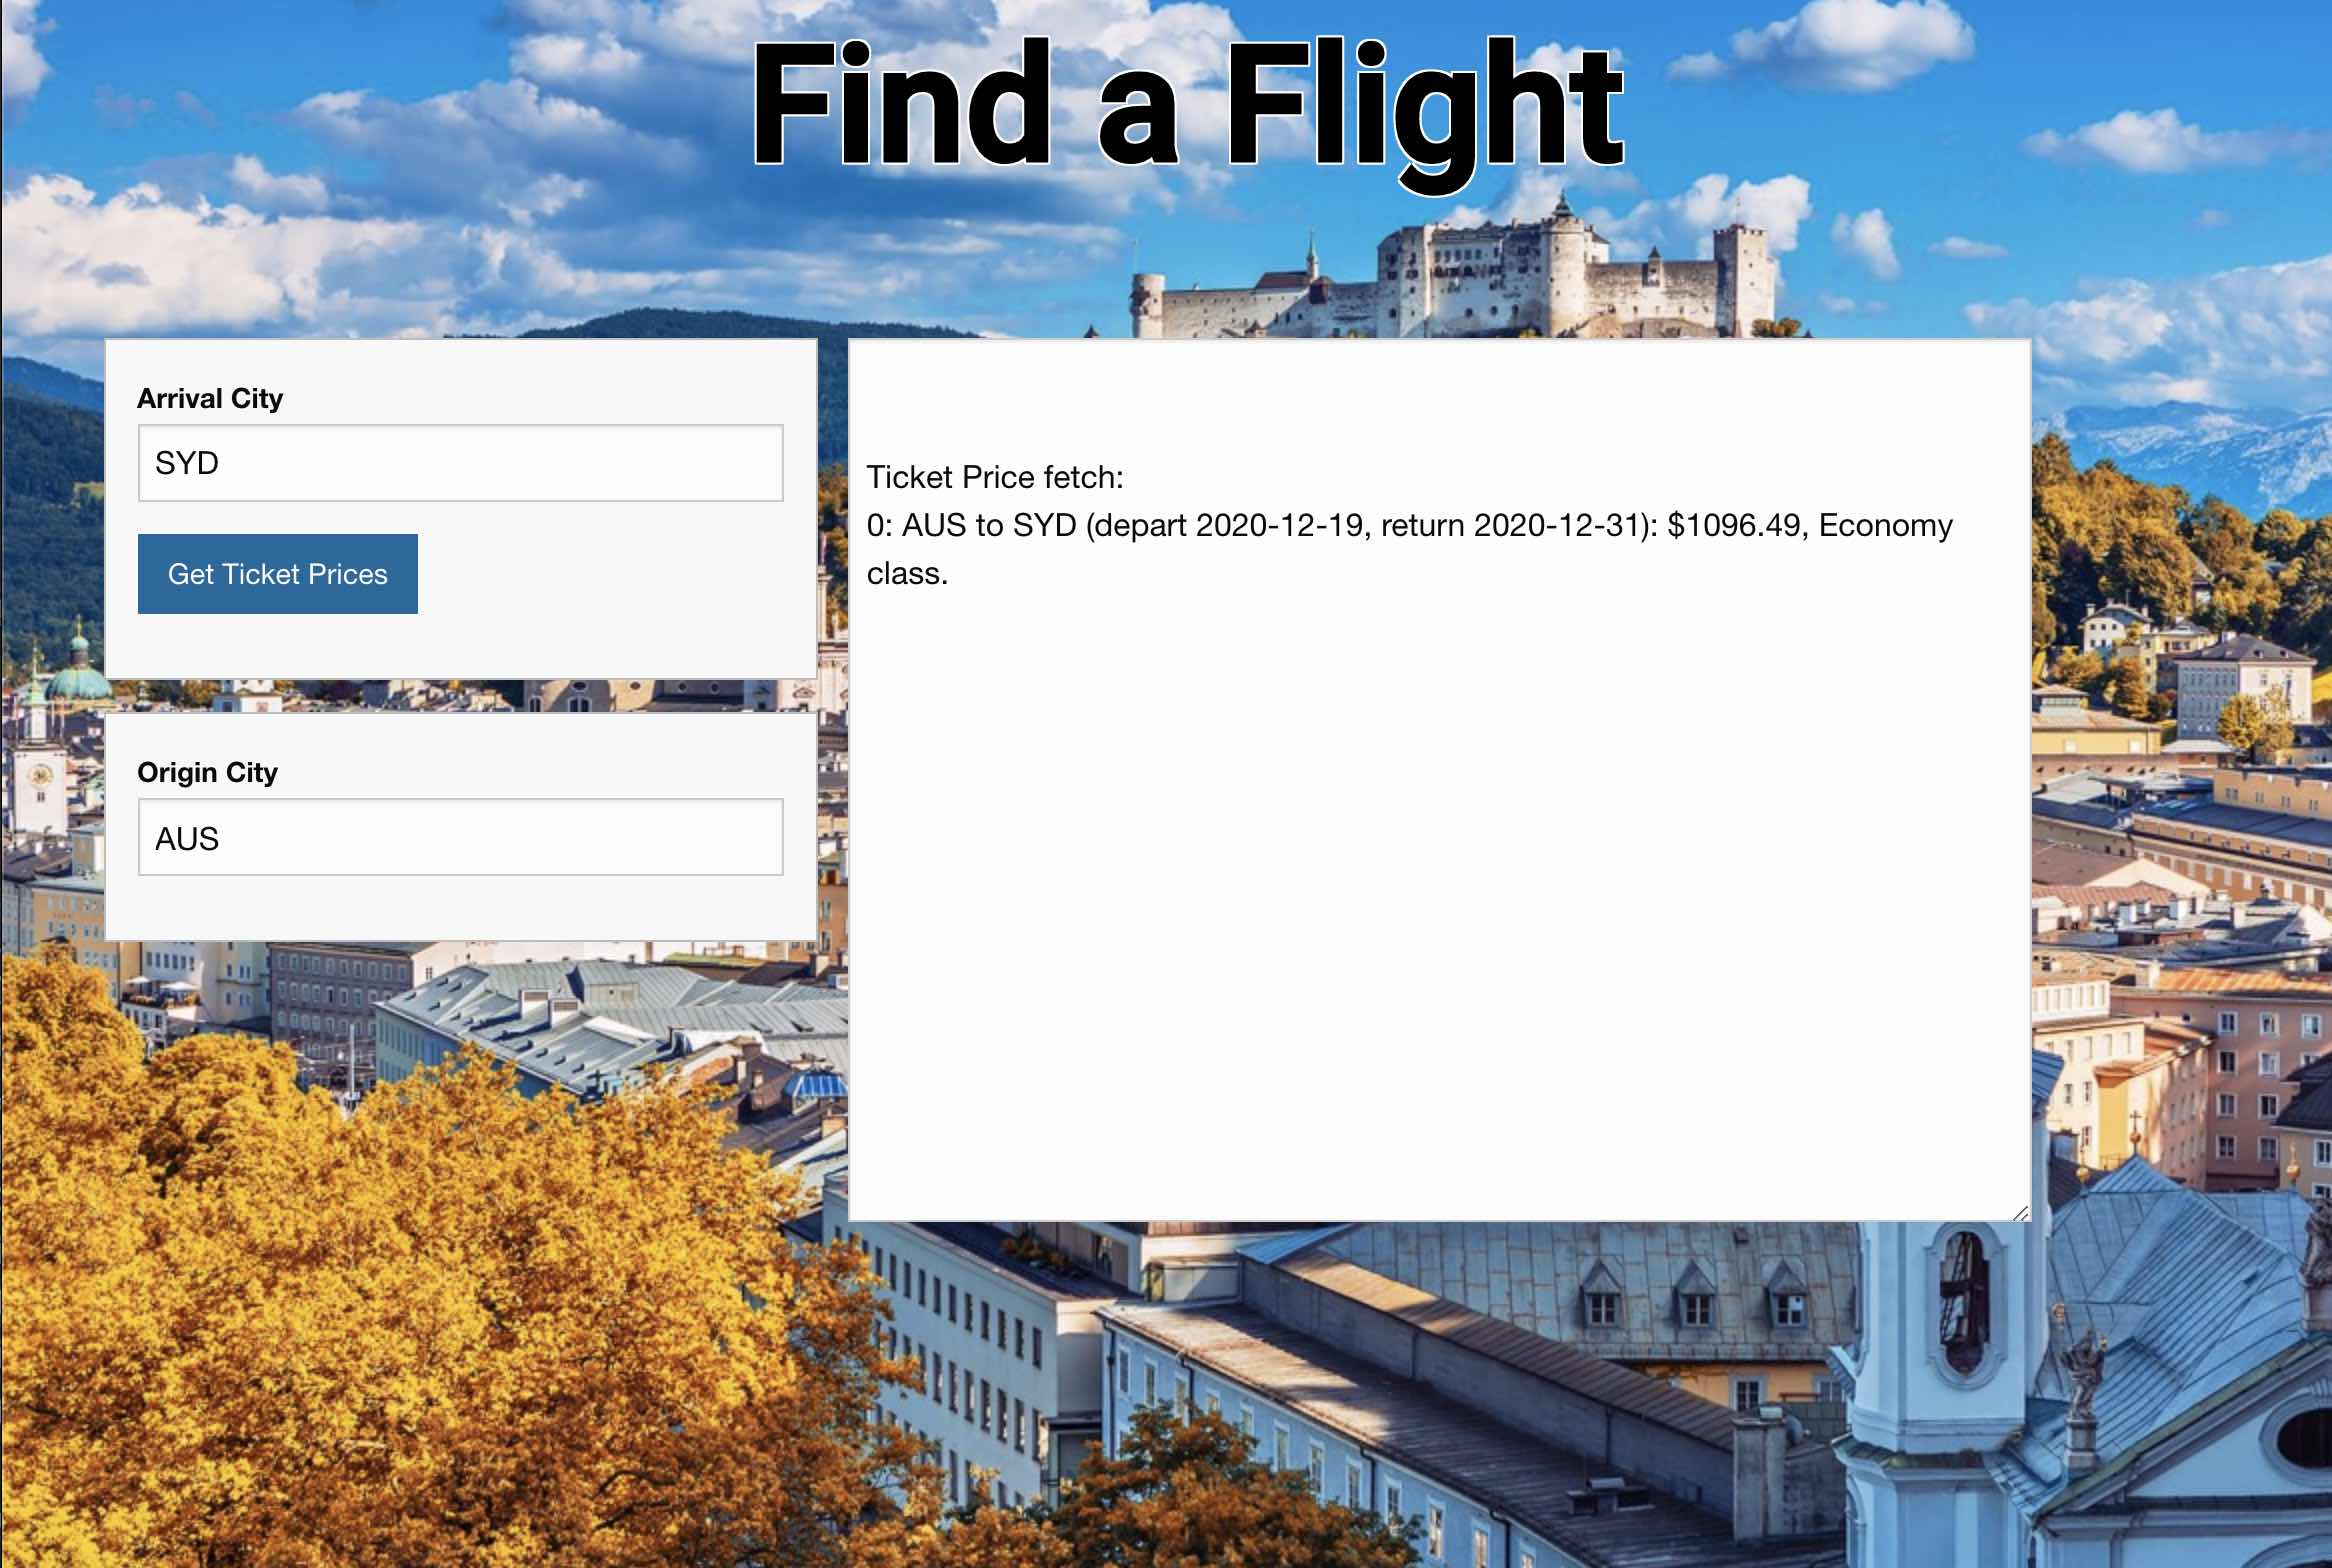 Find a Flight
Arrival City
SYD
Get Ticket Prices
Origin City
AUS
Ticket Price fetch:
0: AUS to SYD (depart 2020-12-19, return 2020-12-31): $1096.49, Economy
class.